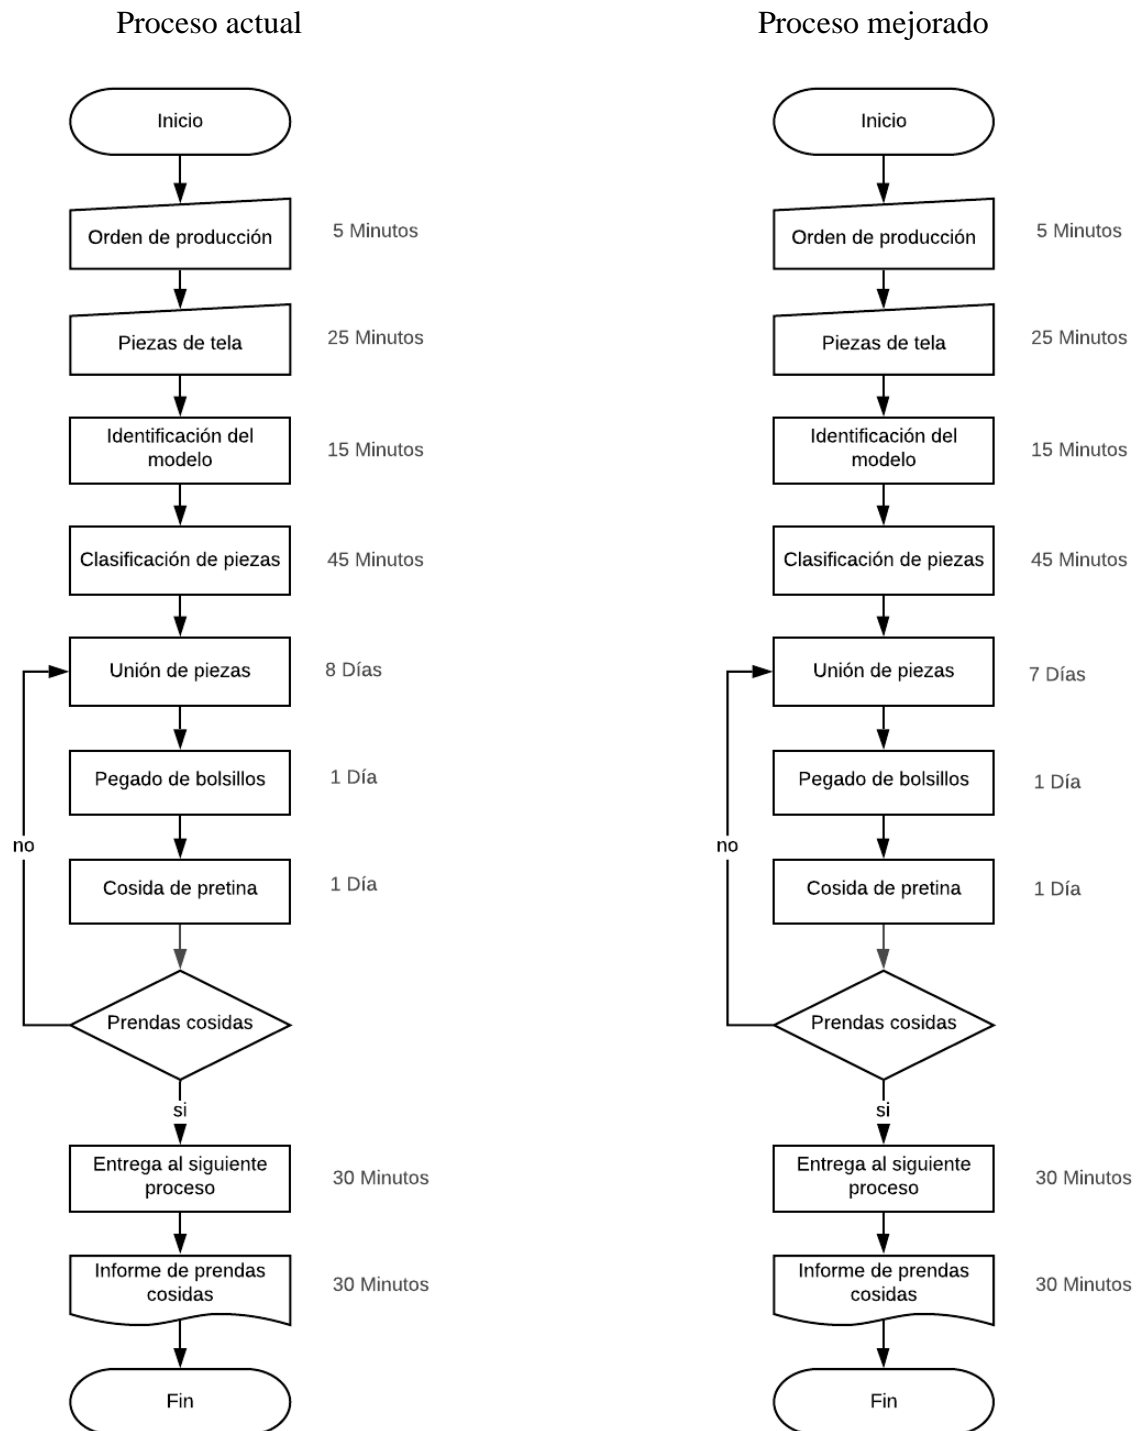 Proceso actual
Inicio
Orden de producción
5 Minutos
Piezas de tela
25 Minutos
Identificación del
modelo
15 Minutos
Clasificación de piezas
45 Minutos
Unión de piezas
8 Días
Pegado de bolsillos
1 Día
no
Cosida de pretina
1 Día
Prendas cosidas
si
Entrega al siguiente
proceso
30 Minutos
Informe de prendas
cosidas
30 Minutos
Fin
Proceso mejorado
Inicio
Orden de producción
5 Minutos
Piezas de tela
25 Minutos
Identificación del
modelo
15 Minutos
Clasificación de piezas
45 Minutos
Unión de piezas
7 Días
Pegado de bolsillos
1 Día
no
Cosida de pretina
1 Día
Prendas cosidas
si
Entrega al siguiente
proceso
30 Minutos
Informe de prendas
cosidas
30 Minutos
Fin